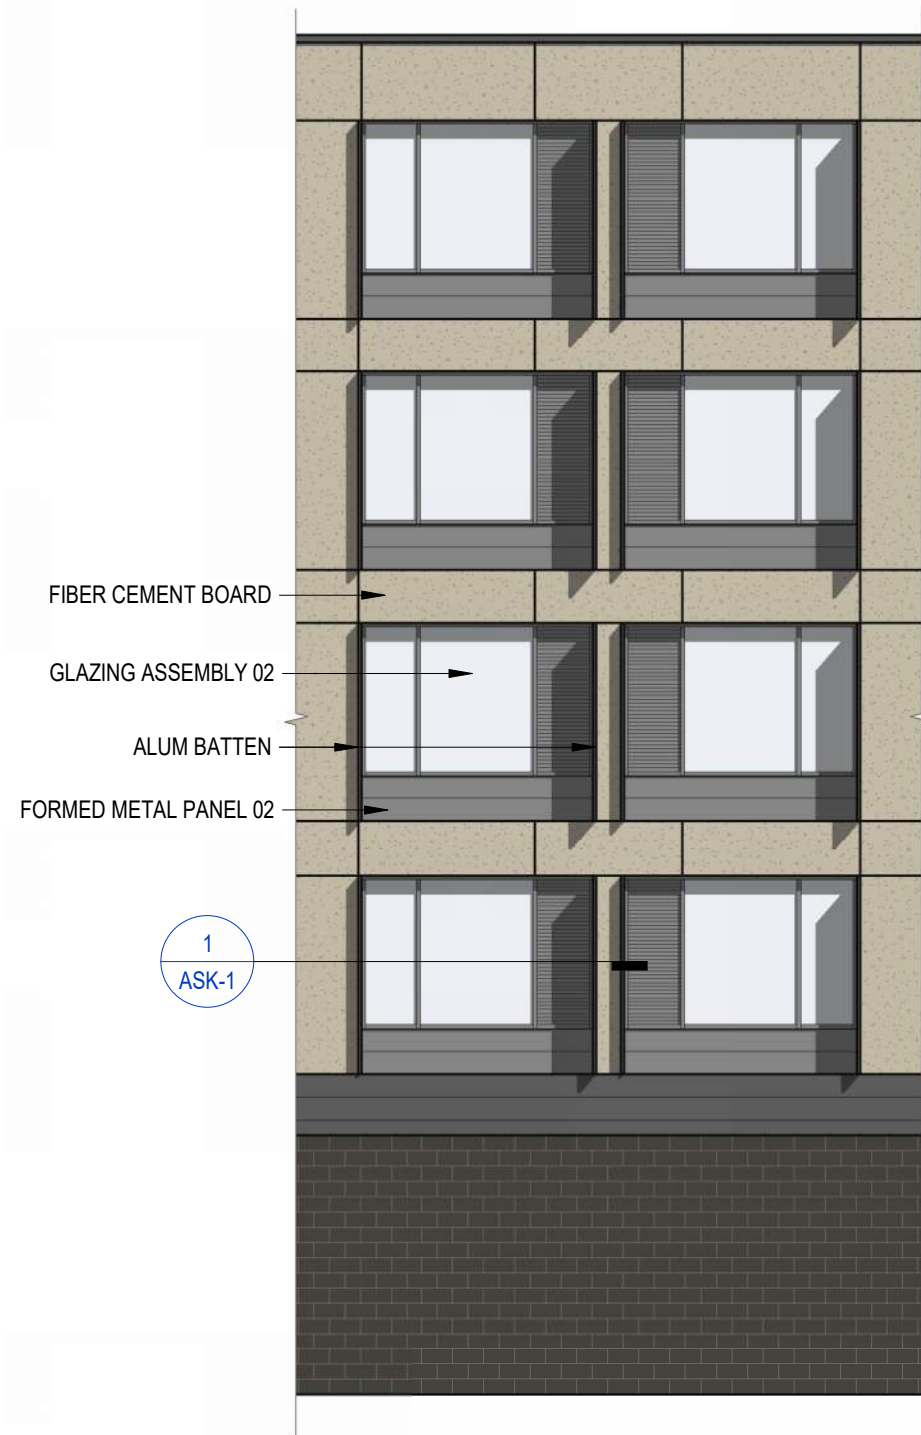 FIBER CEMENT BOARD
GLAZING ASSEMBLY 02
ALUM BATTEN
FORMED METAL PANEL 02
1
ASK-1